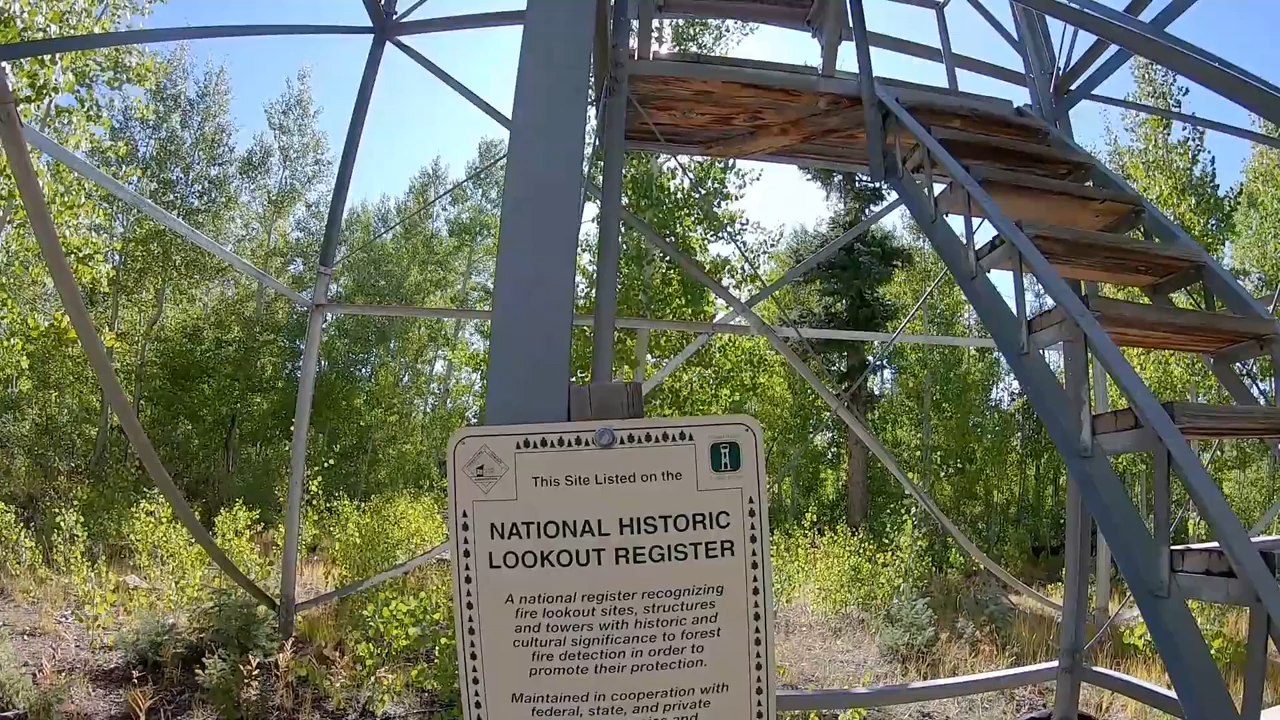 This Site Listed on the
NATIONAL HISTORIC
LOOKOUT REGISTER
A national register recognizing
fire lookout sites, structures
and towers with historic and
cultural significance to forest
fire detection in order to
promote their protection.
Maintained in cooperation with
federal, state, and private
and